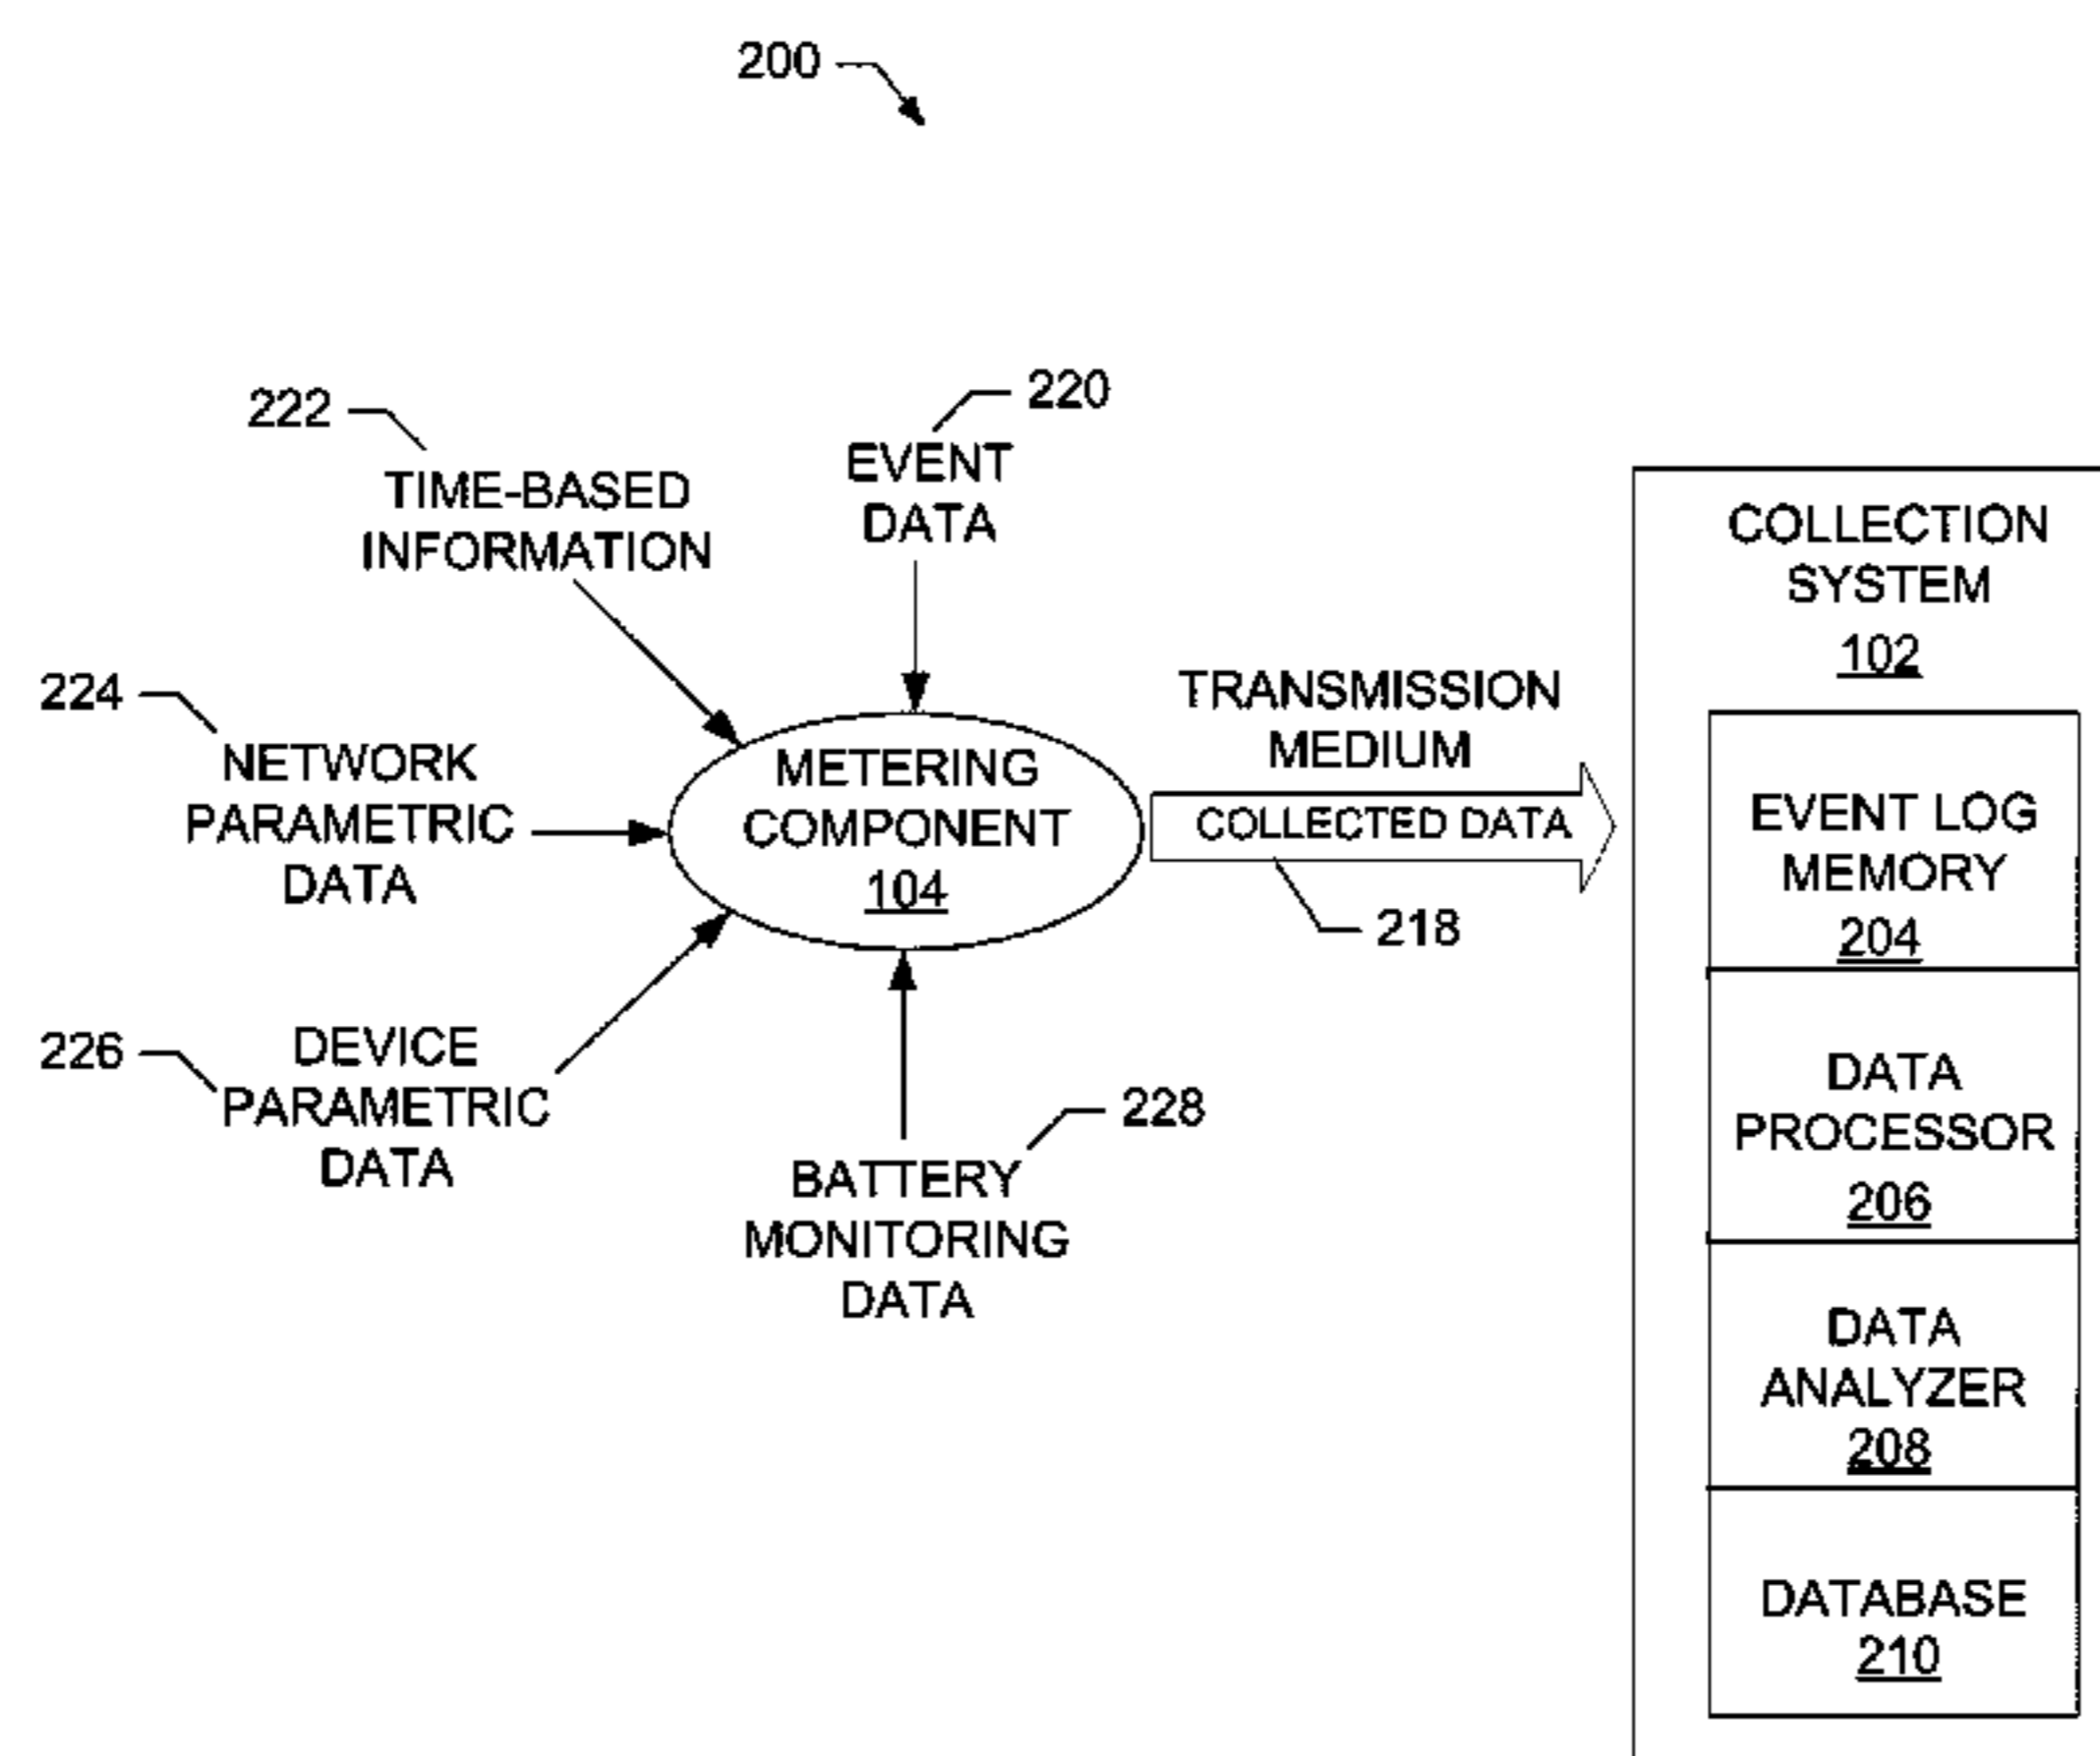 200
222
TIME-BASED
INFORMATION
220
EVENT
DATA
224
NETWORK
PARAMETRIC
DATA
226
DEVICE
PARAMETRIC
DATA
228
BATTERY
MONITORING
DATA
METERING
COMPONENT
104
TRANSMISSION
MEDIUM
COLLECTED DATA
218
COLLECTION
SYSTEM
102
EVENT LOG
MEMORY
204
DATA
PROCESSOR
206
DATA
ANALYZER
208
DATABASE
210